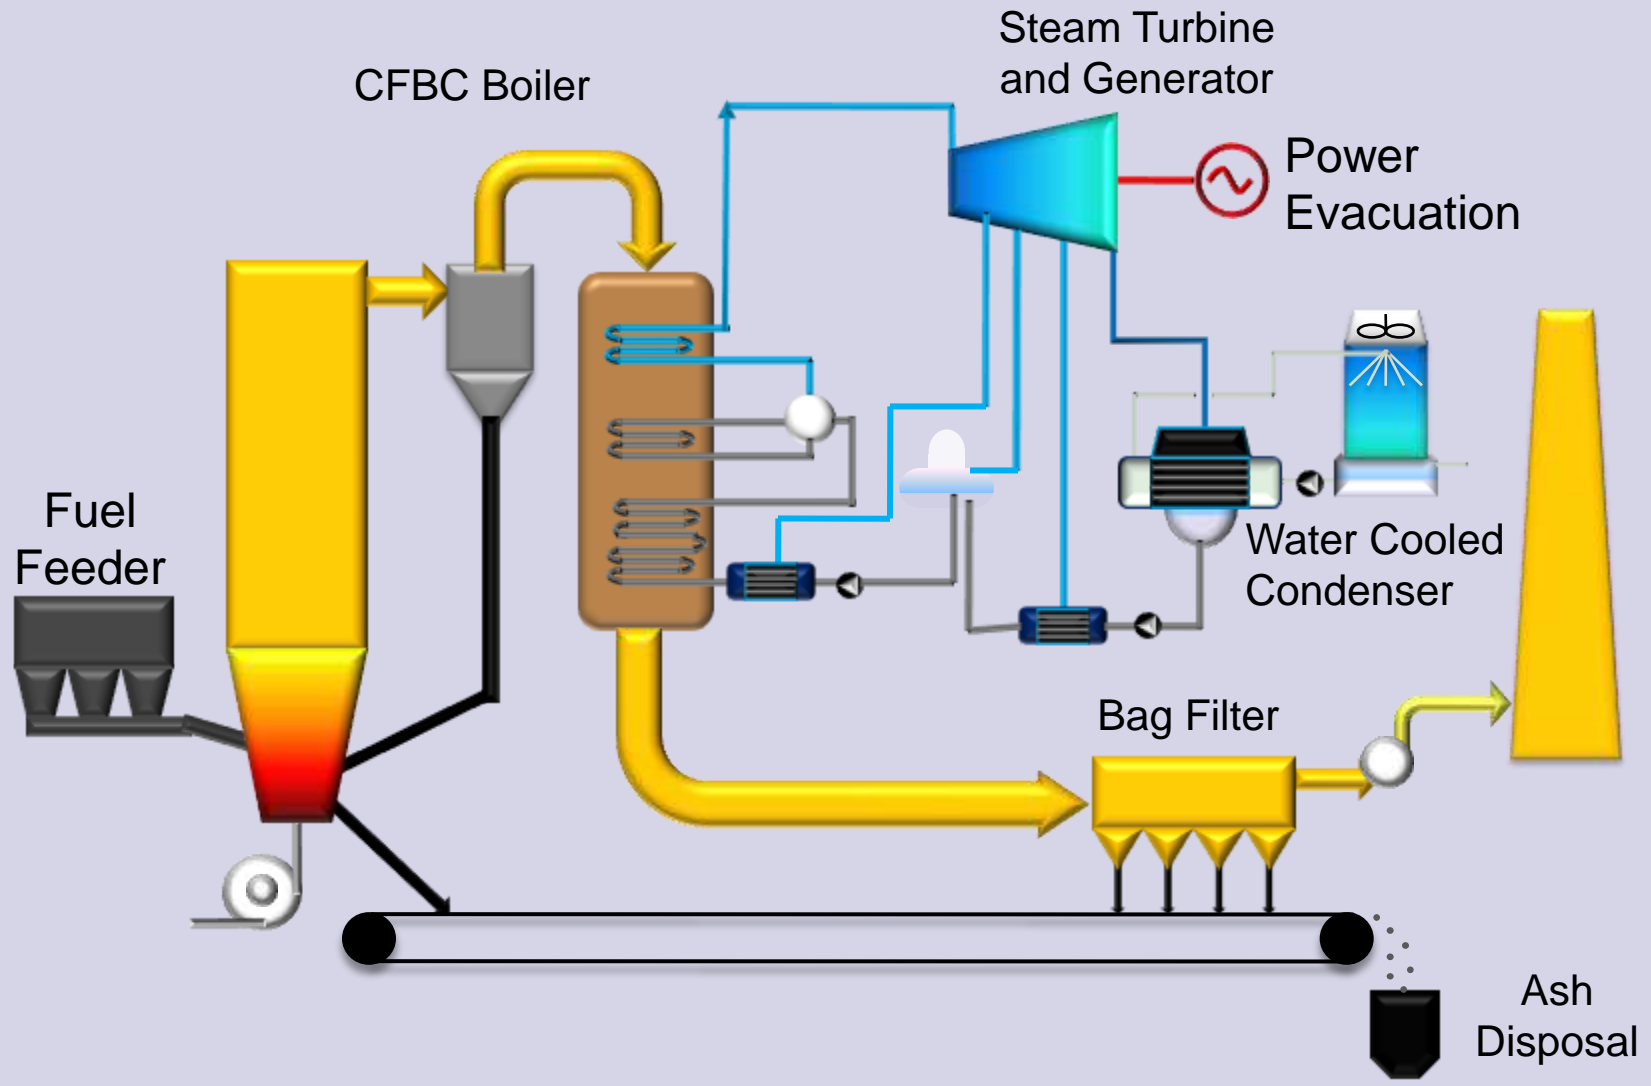 Steam Turbine
and Generator
CFBC Boiler
Power
Evacuation
Fuel
Feeder
Water Cooled
Condenser
Bag Filter
Ash
Disposal